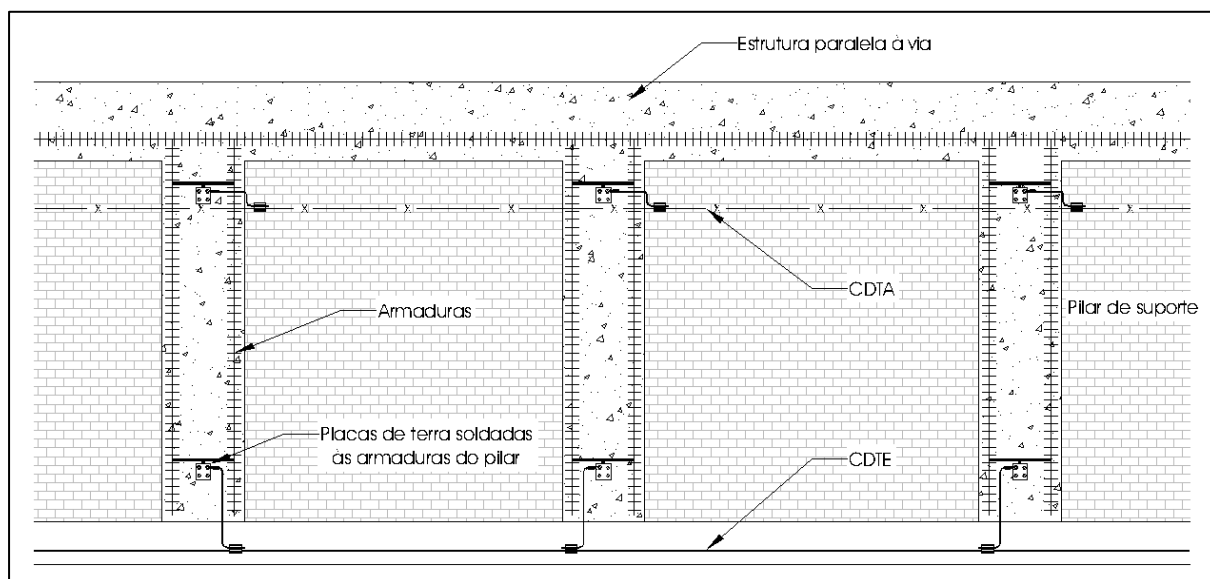 Estrutura paralela à via
CDTA
Armaduras
Pilar de suporte
Placas de terra soldadas
às armaduras do pilar
CDTE